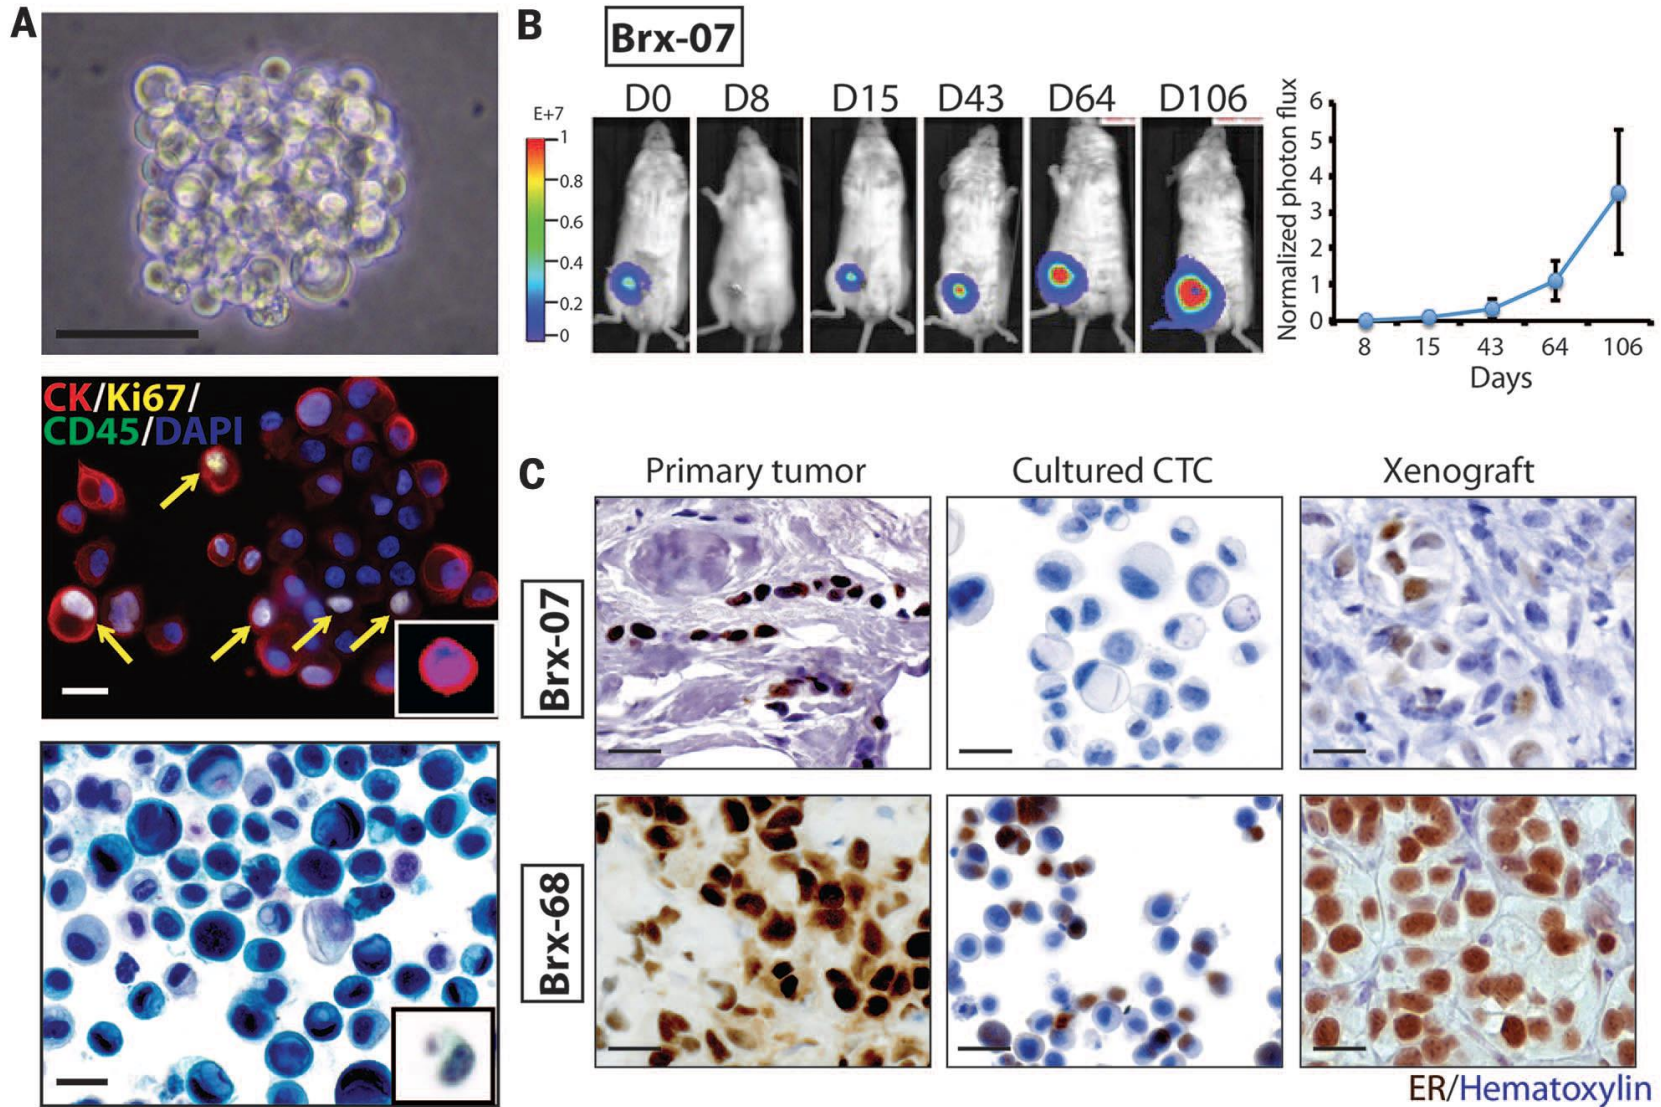 A
CK/Ki67/
CD45/DAPI
B
Brx-07
D0 D8 D15 D43 D64 D106
E+7
1
0.8
0.6
0.4
0.2
0
Normalized photon flux
6
5
4
3
2
1
0
8 15 43 64 106
Days
C
Primary tumor Cultured CTC Xenograft
Brx-07
Brx-68
ER/Hematoxylin